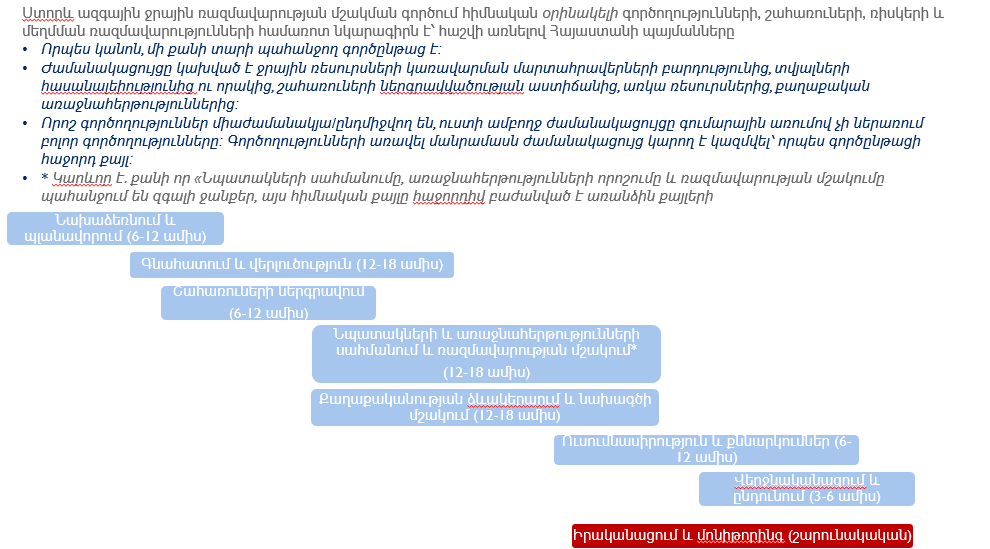 Ստորև ազգային ջրային ռազմավարության մշակման գործում հիմնական օրինակելի գործողությունների, շահառուների, ռիսկերի և
մեղմման ռազմավարությունների համառոտ նկարագիրն է՝ հաշվի առնելով Հայաստանի պայմանները
• Որպես կանոն, մի քանի տարի պահանջող գործընթաց է:
• Ժամանակացույցը կախված է ջրային ռեսուրսների կառավարման մարտահրավերների բարդությունից, տվյալների
հասանալեիությունից ու որակից, շահառուների ներգրավվածության աստիճանից, առկա ռեսուրսներից, քաղաքական
առաջնահերթություններից:
• Որոշ գործողություններ միաժամանակյա/ընդմիջվող են, ուստի ամբողջ ժամանակացույցը գումարային առումով չի ներառում
բոլոր գործողությունները: Գործողությունների առավել մանրամասն ժամանակացույց կարող է կազմվել՝ որպես գործընթացի
հաջորդ քայլ:
• * Կարևոր է. քանի որ «Նպատակների սահմանումը, առաջնահերթությունների որոշումը և ռազմավարության մշակումը
պահանջում են զգալի ջանքեր, այս հիմնական քայլը հաջորդիվ բաժանված է առանձին քայլերի
Նախաձեռնում և
պլանավորում (6-12 ամիս)
Գնահատում և վերլուծություն (12-18 ամիս)
Շահառուների ներգրավում
(6-12 ամիս)
Նպատակների և առաջնահերթությունների
սահմանում և ռազմավարության մշակում*
(12-18 ամիս)
Քաղաքականության ձևակերպում և նախագծի
մշակում (12-18 ամիս)
Ուսումնասիրություն և քննարկումներ (6-
12 ամիս)
Վերջնականացում և
ընդունում (3-6 ամիս)
Իրականացում և մոնիթորինգ (շարունակական)